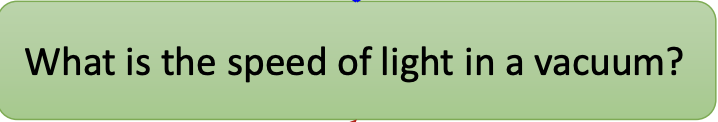 What is the speed of light in a vacuum?